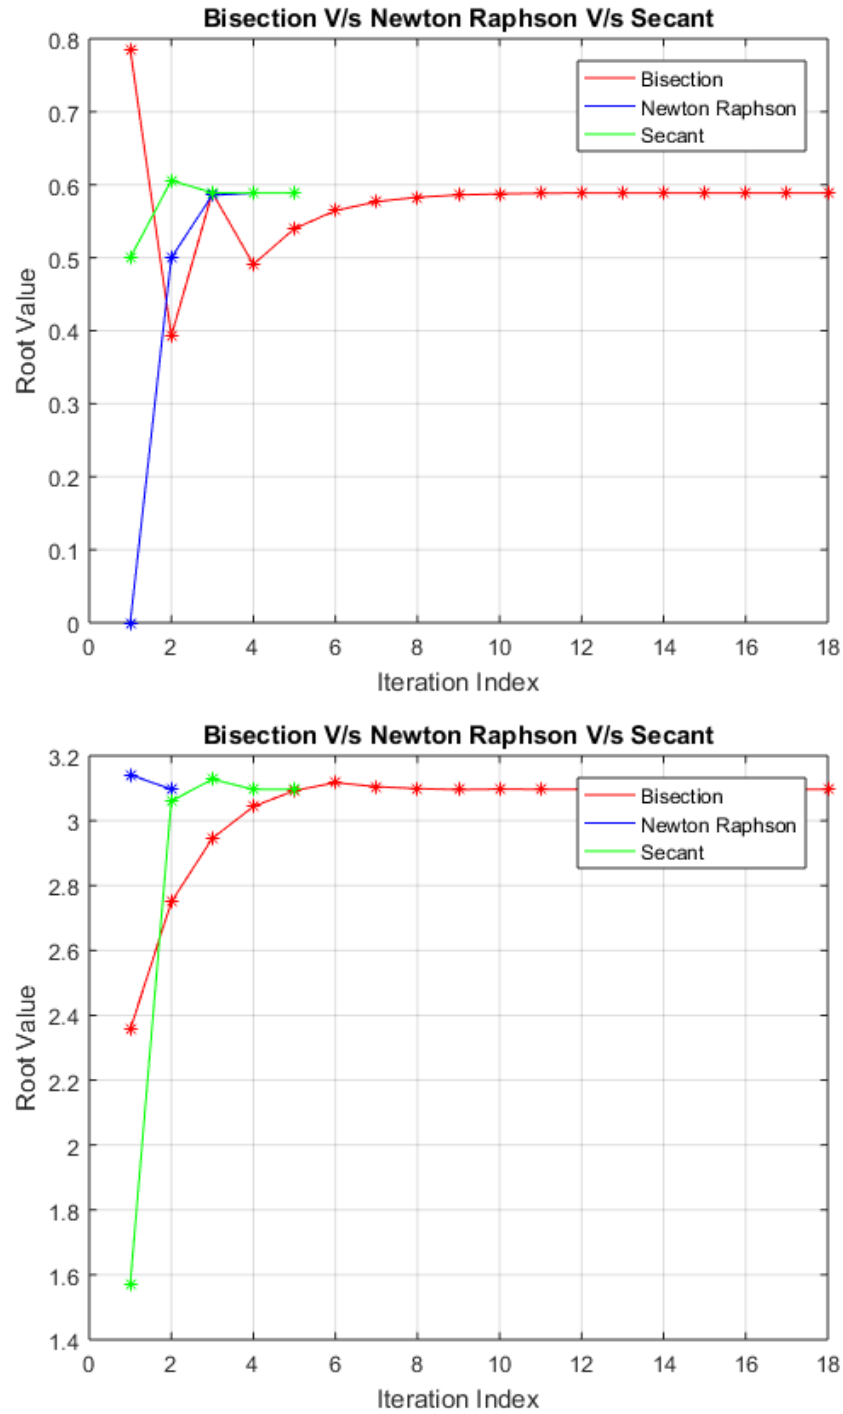 Bisection V/s Newton Raphson V/s Secant
0.8
0.7
0.6
0.5
0.4
0.3
0.2
0.1
0
Root Value
Bisection
Newton Raphson
Secant
0 2 4 6 8 10 12 14 16 18
Iteration Index
Bisection V/s Newton Raphson V/s Secant
3.2
3
2.8
2.6
2.4
2.2
2
1.8
1.6
1.4
Root Value
Bisection
Newton Raphson
Secant
0 2 4 6 8 10 12 14 16 18
Iteration Index